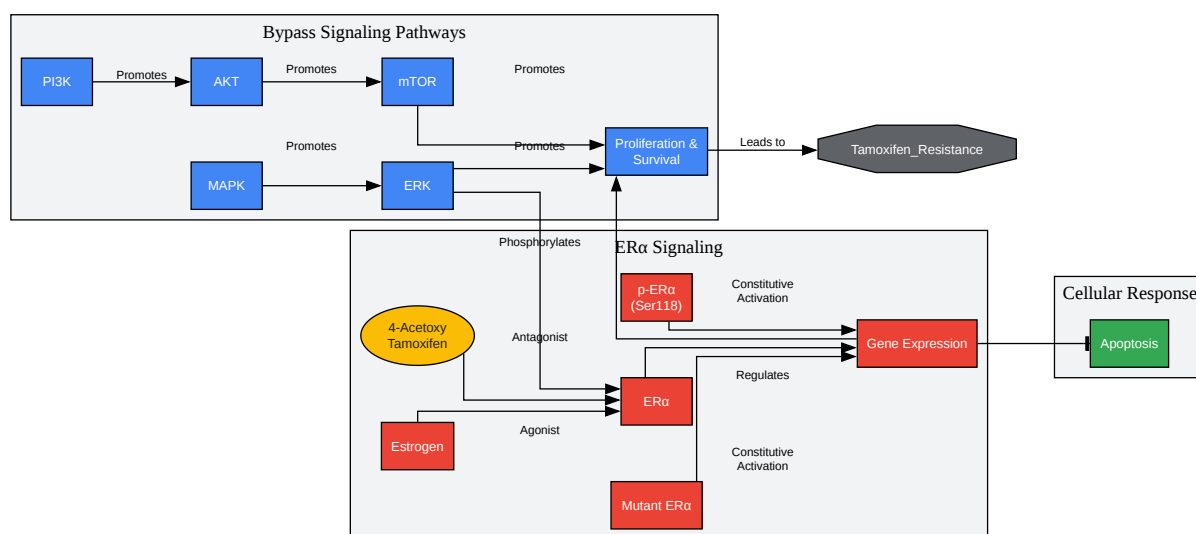 Bypass Signaling Pathways
PI3K
Promotes
AKT
Promotes
mTOR
Promotes
Promotes
MAPK
ERK
Promotes
Proliferation &
Survival
Leads to
Tamoxifen_Resistance
Phosphorylates
ERα Signaling
p-ERα
(Ser118)
Constitutive
Activation
4-Acetoxy
Tamoxifen
Antagonist
Gene Expression
Regulates
ERα
Agonist
Estrogen
Constitutive
Activation
Mutant ERα
Cellular Response
Apoptosis